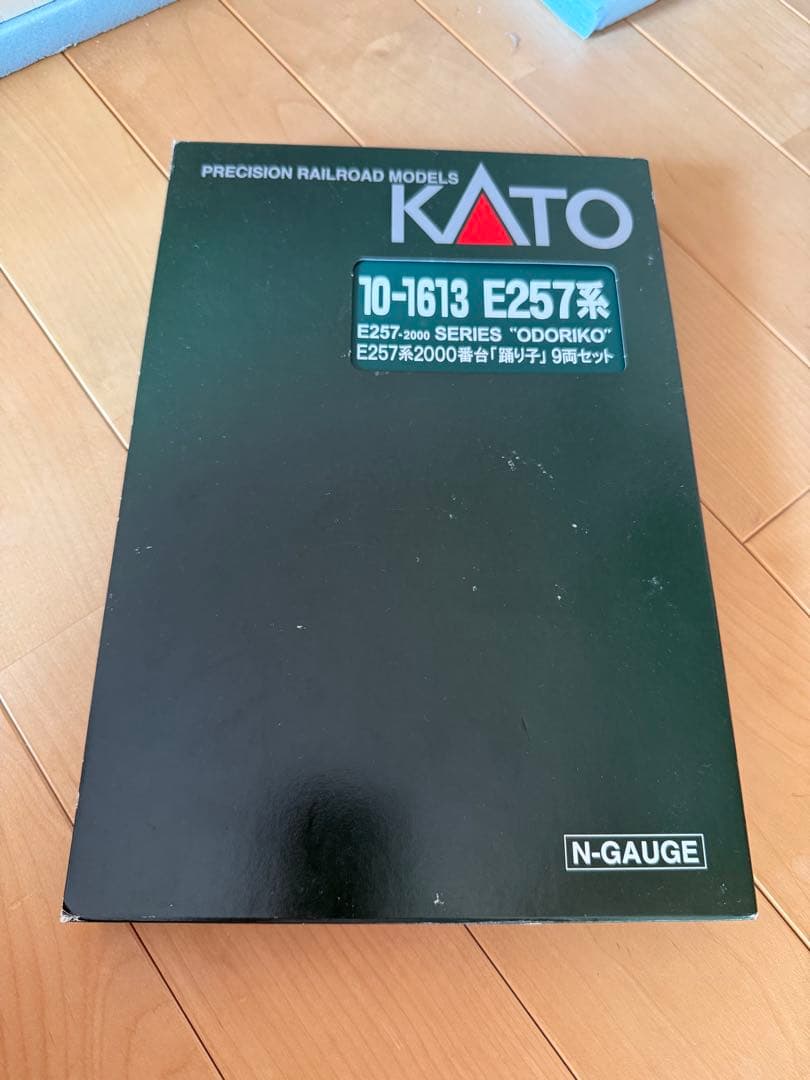 PRECISION RAILROAD MODELS
KATO
10-1613 E257系
E257-2000 SERIES "ODORIKO"
E257系2000番台「踊り子」9両セット
N-GAUGE